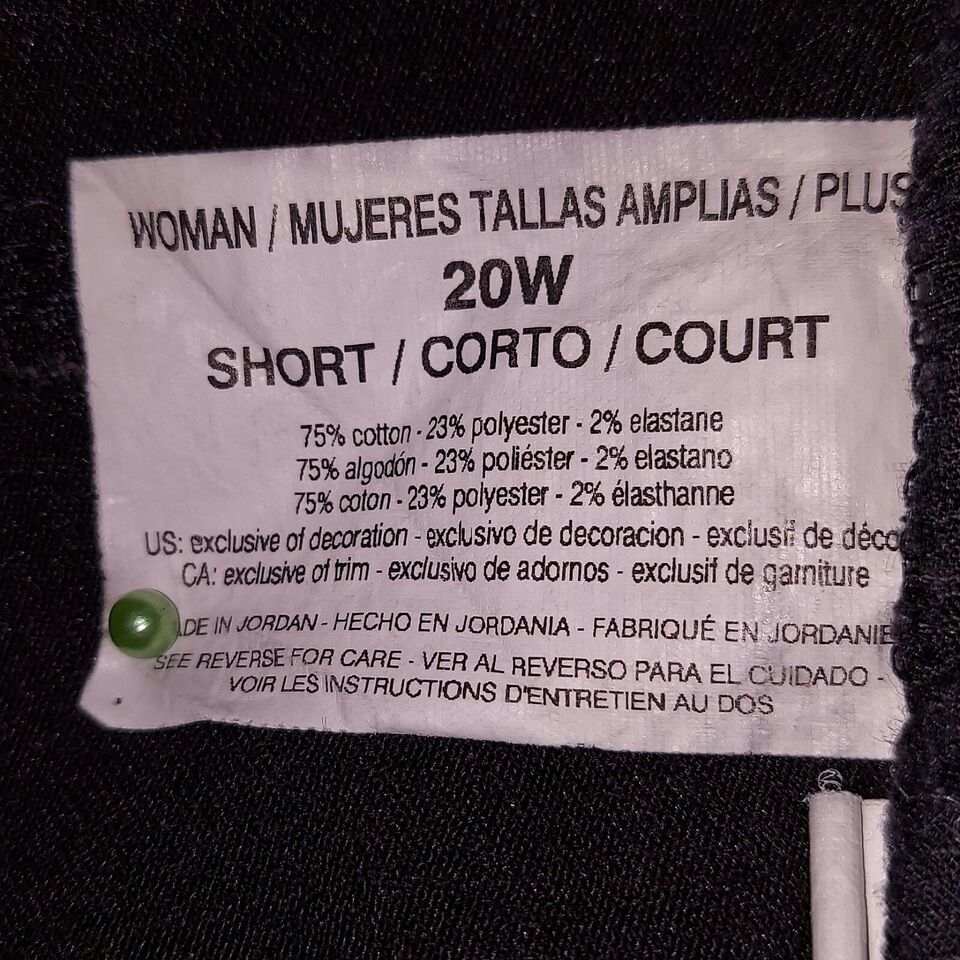 WOMAN / MUJERES TALLAS AMPLIAS / PLUS
20W
SHORT / CORTO / COURT
75% cotton - 23% polyester - 2% elastane
75% algodón - 23% poliéster - 2% elastano
75% coton - 23% polyester - 2% élasthanne
US: exclusive of decoration - exclusivo de decoracion - exclusif de déco
CA: exclusive of trim - exclusivo de adornos - exclusif de garniture
ADE IN JORDAN - HECHO EN JORDANIA - FABRIQUÉ EN JORDANIE
SEE REVERSE FOR CARE - VER AL REVERSO PARA EL CUIDADO -
VOIR LES INSTRUCTIONS D'ENTRETIEN AU DOS